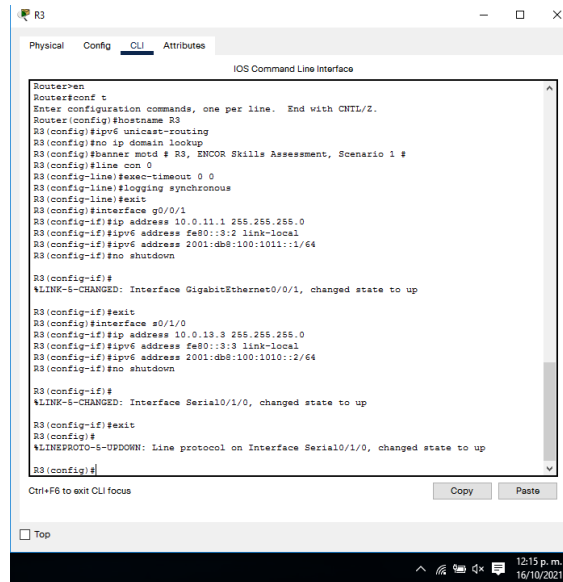 R3
Physical Config CLI Attributes
IOS Command Line Interface
Router>en
Router#conf t
Enter configuration commands, one per line. End with CNTL/Z.
Router(config)#hostname R3
R3(config)#ipv6 unicast-routing
R3(config)#no ip domain lookup
R3(config)#banner motd # R3, ENCOR Skills Assessment, Scenario 1 #
R3(config)#line con 0
R3(config-line)#exec-timeout 0 0
R3(config-line)#logging synchronous
R3(config-line)#exit
R3(config)#interface g0/0/1
R3(config-if)#ip address 10.0.11.1 255.255.255.0
R3(config-if)#ipv6 address fe80::3:2 link-local
R3(config-if)#ipv6 address 2001:db8:100:1011::1/64
R3(config-if)#no shutdown
R3(config-if)#
%LINK-5-CHANGED: Interface GigabitEthernet0/0/1, changed state to up
R3(config-if)#exit
R3(config)#interface s0/1/0
R3(config-if)#ip address 10.0.13.3 255.255.255.0
R3(config-if)#ipv6 address fe80::3:3 link-local
R3(config-if)#ipv6 address 2001:db8:100:1010::2/64
R3(config-if)#no shutdown
R3(config-if)#
%LINK-5-CHANGED: Interface Serial0/1/0, changed state to up
R3(config-if)#exit
R3(config)#
%LINEPROTO-5-UPDOWN: Line protocol on Interface Serial0/1/0, changed state to up
R3(config)#
Ctrl+F6 to exit CLI focus Copy Paste
Top
12:15 p. m.
16/10/2021